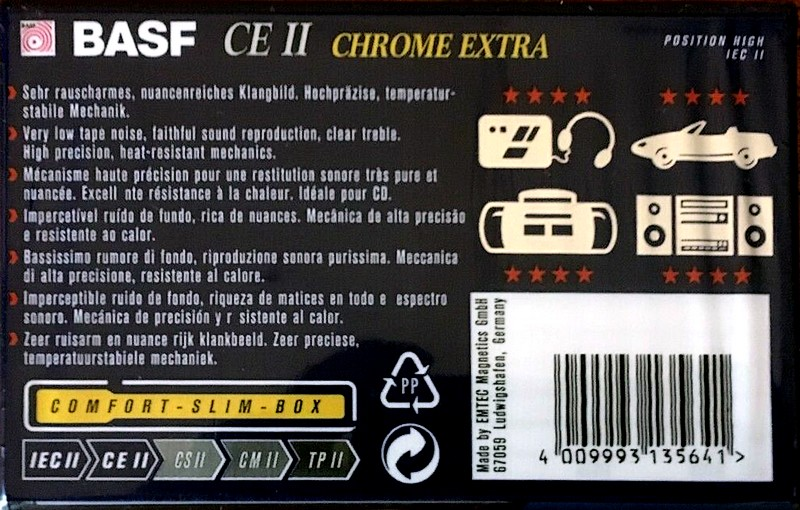 BASF CE II CHROME EXTRA
POSITION HIGH
IEC II
Sehr rauscharmes, nuancenreiches Klangbild. Hochpräzise, temperatur-
stabile Mechanik.
Very low tape noise, faithful sound reproduction, clear treble.
High precision, heat-resistant mechanics.
Mécanisme haute précision pour une restitution sonore très pure et
nuancée. Excell nte résistance à la chaleur. Idéale pour CD.
Impercetível ruído de fundo, rica de nuances. Mecânica de alta precisão
e resistente ao calor.
Bassissimo rumore di fondo, riproduzione sonora purissima. Meccanica
di alta precisione, resistente al calore.
Imperceptible ruido de fondo, riqueza de matices en todo e espectro
sonoro. Mecánica de precisión y r sistente al calor.
Zeer ruisarm en nuance rijk klankbeeld. Zeer preciese,
temperatuurstabiele mechaniek.
COMFORT-SLIM-BOX
IEC II CE II CS II CM II TP II
PP
Made by EMTEC Magnetics GmbH
67059 Ludwigshafen, Germany
4 009993 135641 >